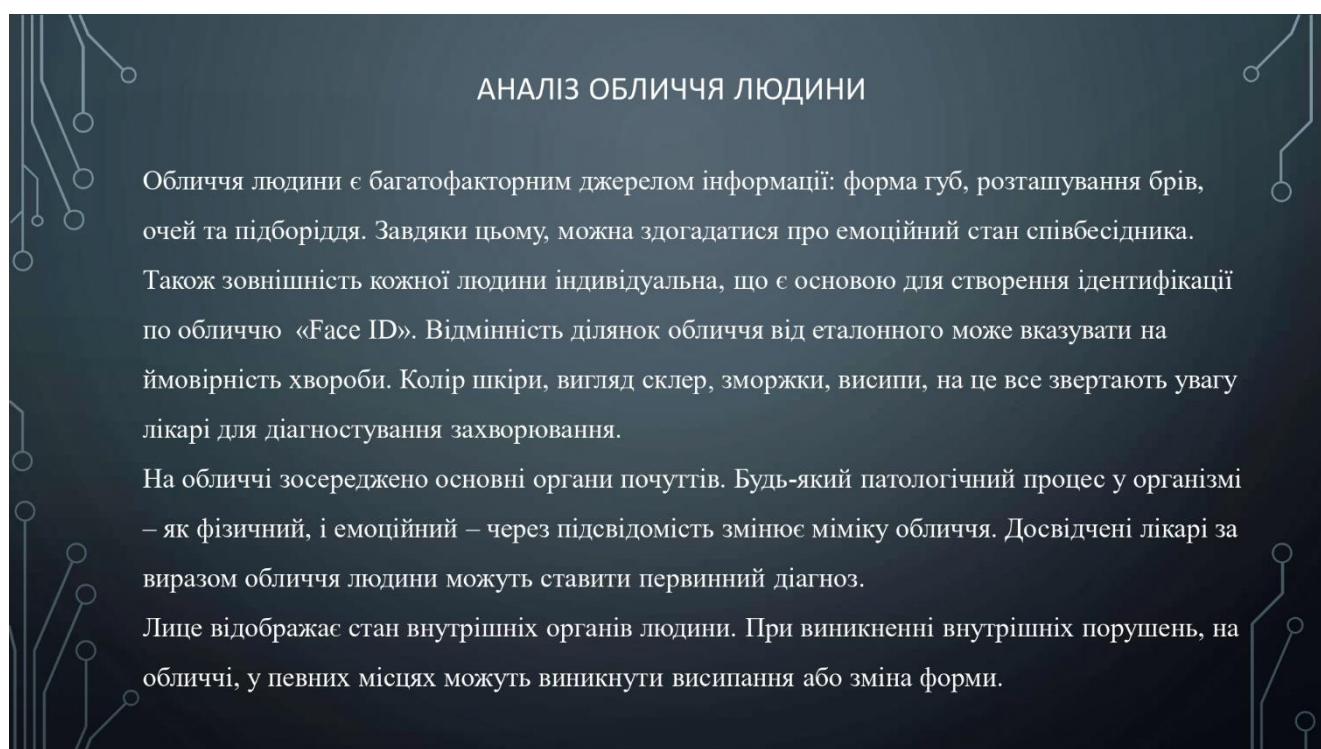 АНАЛІЗ ОБЛИЧЧЯ ЛЮДИНИ
Обличчя людини є багатофакторним джерелом інформації: форма губ, розташування брів,
очей та підборіддя. Завдяки цьому, можна здогадатися про емоційний стан співбесідника.
Також зовнішність кожної людини індивідуальна, що є основою для створення ідентифікації
по обличчю «Face ID». Відмінність ділянок обличчя від еталонного може вказувати на
ймовірність хвороби. Колір шкіри, вигляд склер, зморжки, висипи, на це все звертають увагу
лікарі для діагностування захворювання.
На обличчі зосереджено основні органи почуттів. Будь-який патологічний процес у організмі
– як фізичний, і емоційний – через підсвідомість змінює міміку обличчя. Досвідчені лікарі за
виразом обличчя людини можуть ставити первинний діагноз.
Лице відображає стан внутрішніх органів людини. При виникненні внутрішніх порушень, на
обличчі, у певних місцях можуть виникнути висипання або зміна форми.